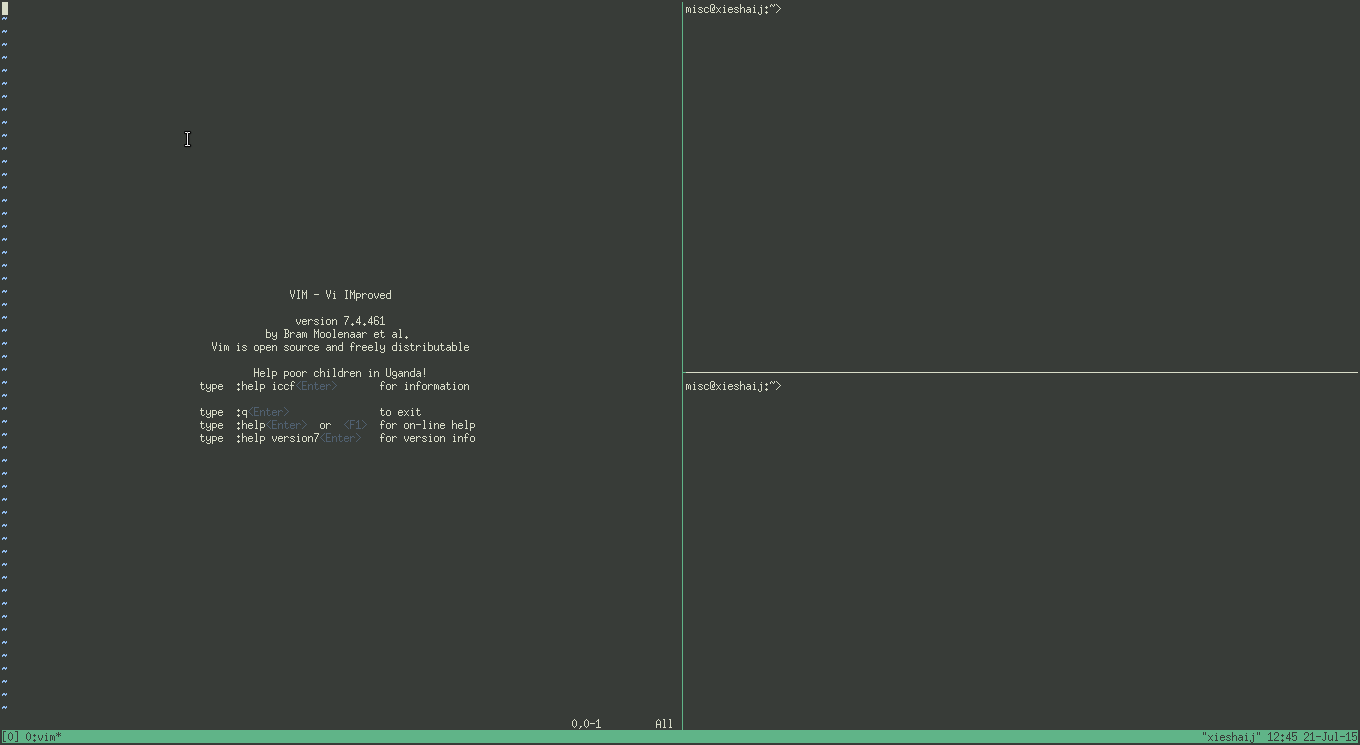 VIM - Vi IMproved
version 7.4.461
by Bram Moolenaar et al.
Vim is open source and freely distributable
Help poor children in Uganda!
type  :help iccf<Enter>       for information
type  :q<Enter>               to exit
type  :help<Enter>  or  <F1>  for on-line help
type  :help version7<Enter>   for version info
0,0-1         All
misc@xieshaij:~>
misc@xieshaij:~>
[0] 0:vim*
"xieshaij" 12:45 21-Jul-15